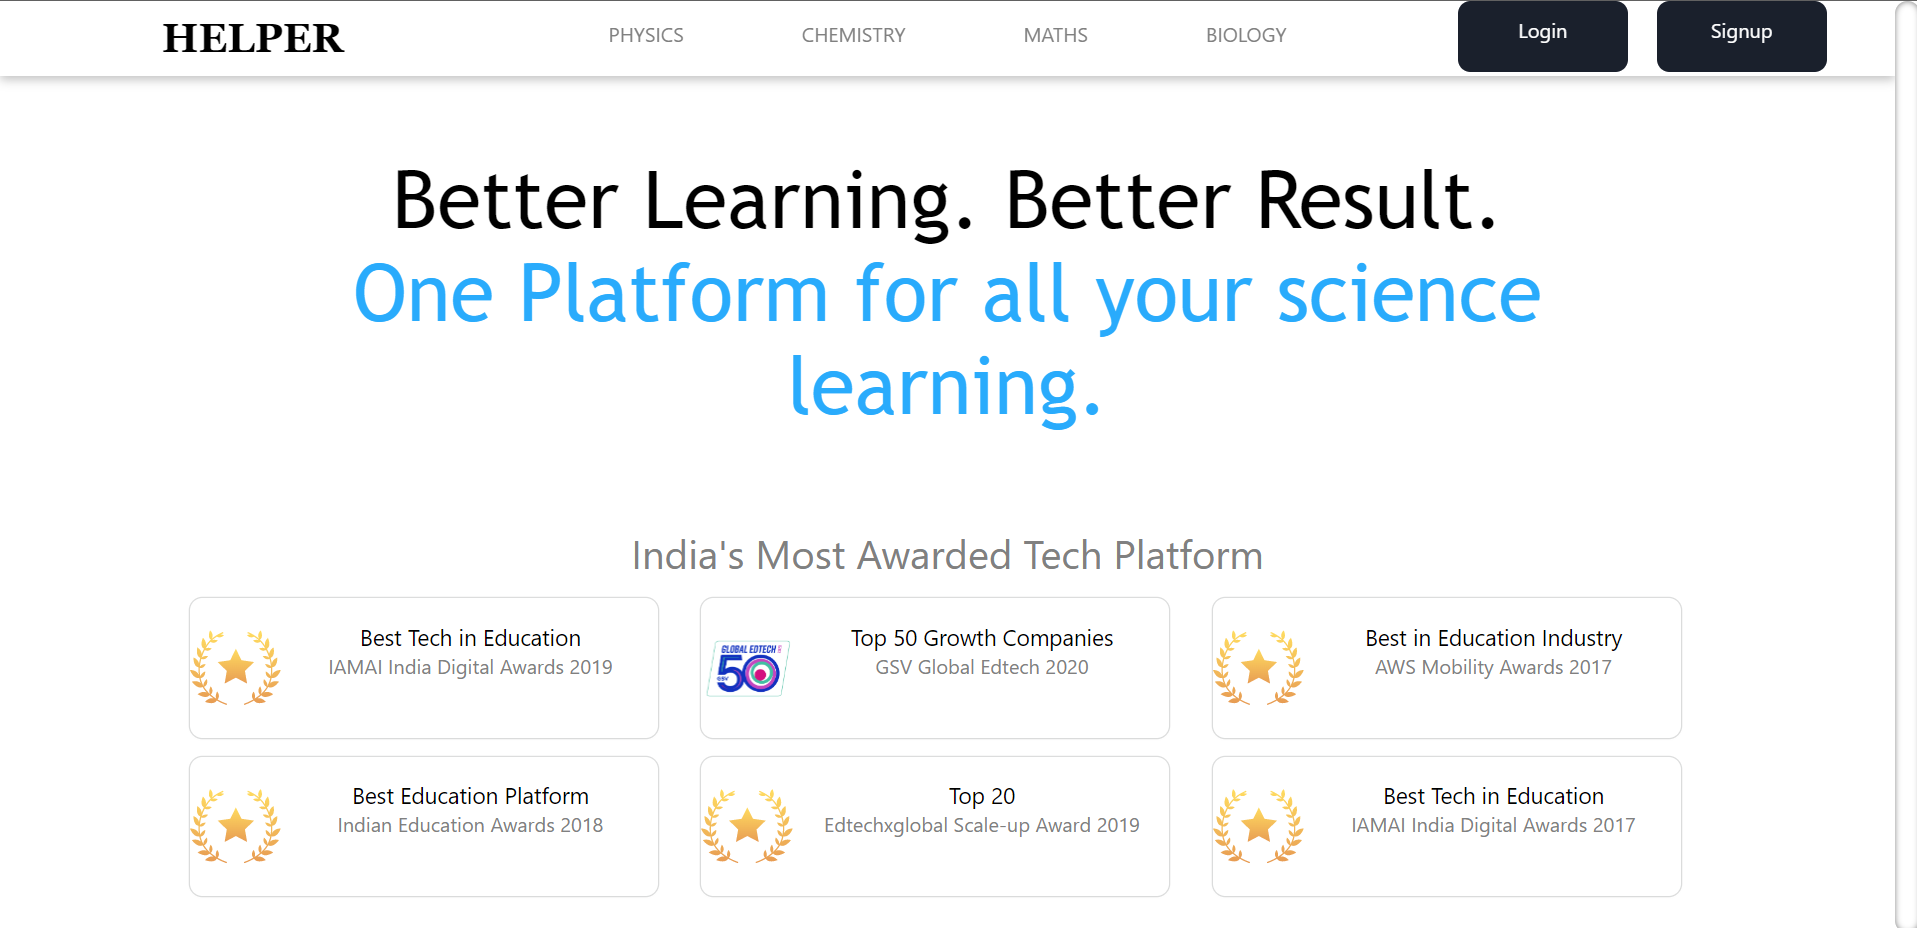 HELPER
PHYSICS
CHEMISTRY
MATHS
BIOLOGY
Login
Signup
Better Learning. Better Result.
One Platform for all your science
learning.
India's Most Awarded Tech Platform
Best Tech in Education
IAMAI India Digital Awards 2019
GLOBAL EDTECH
50
Top 50 Growth Companies
GSV Global Edtech 2020
Best in Education Industry
AWS Mobility Awards 2017
Best Education Platform
Indian Education Awards 2018
Top 20
Edtechxglobal Scale-up Award 2019
Best Tech in Education
IAMAI India Digital Awards 2017